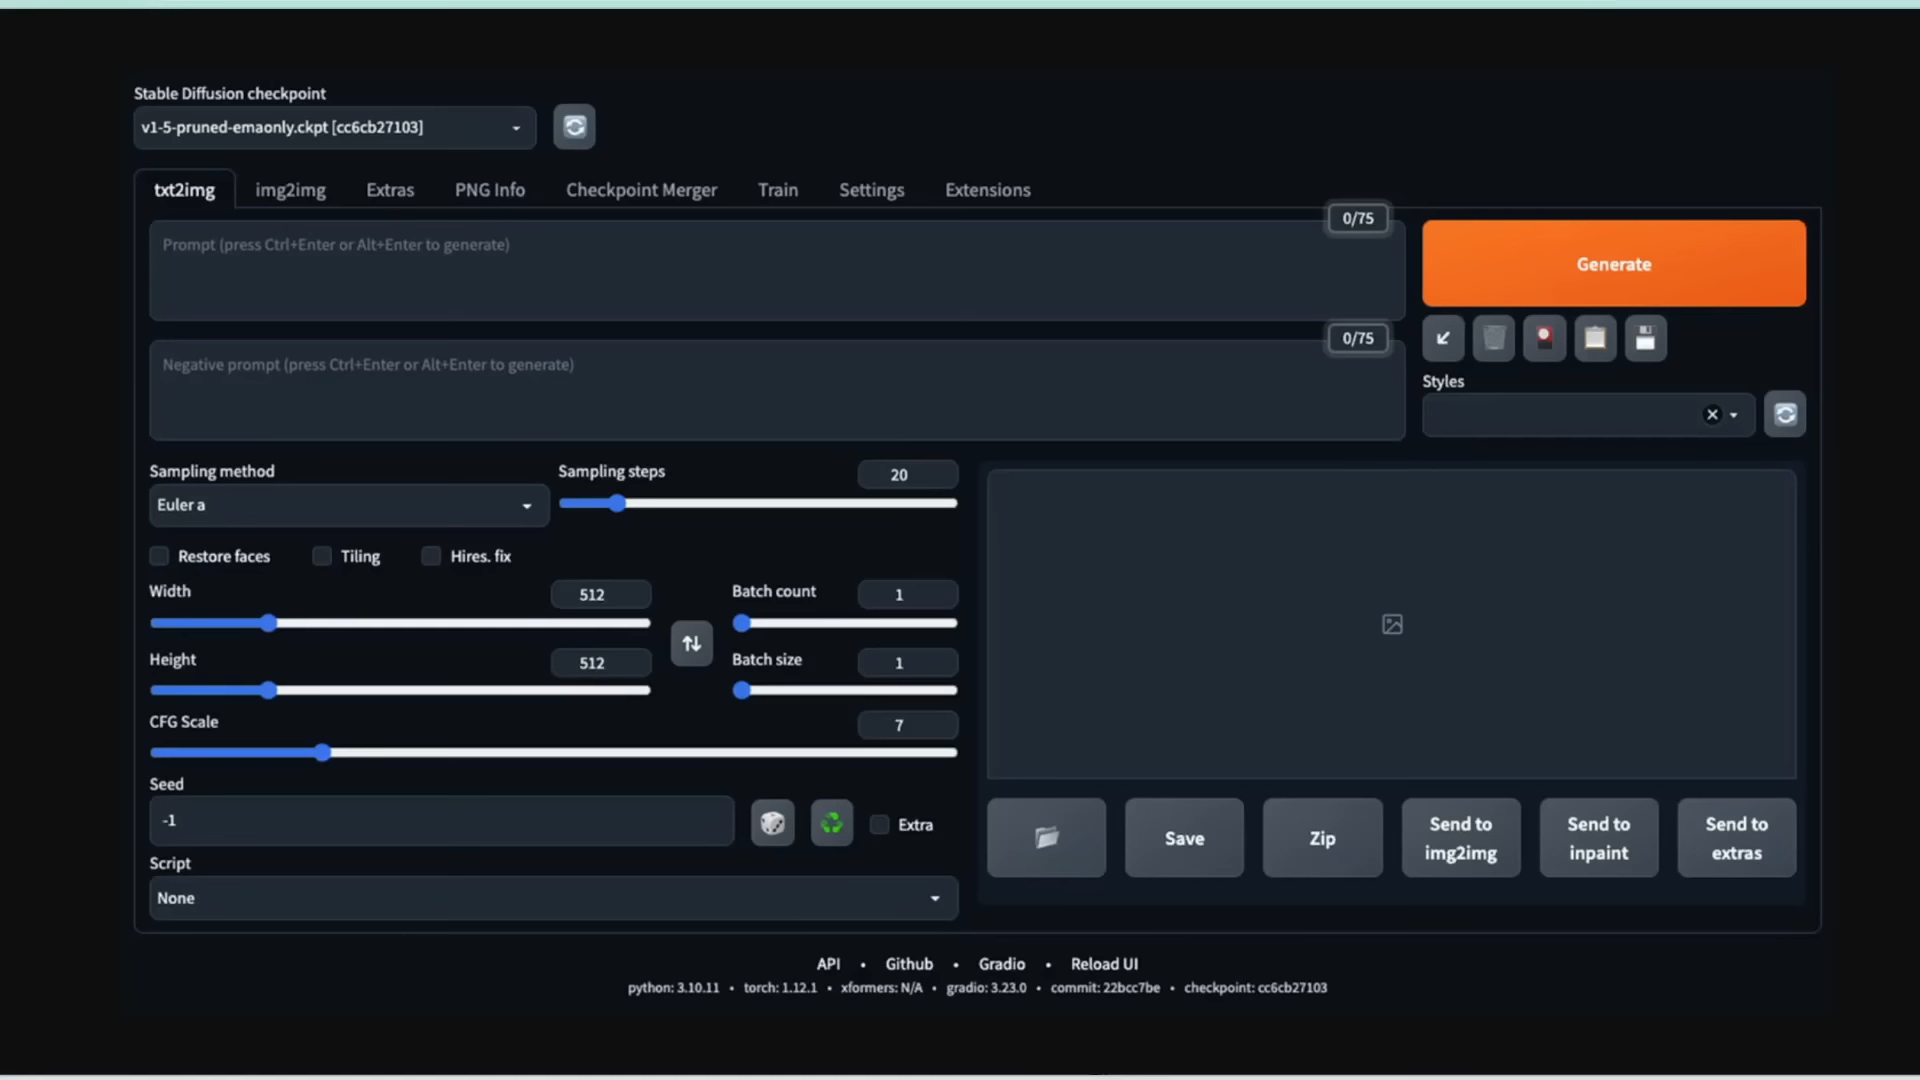 Stable Diffusion checkpoint
v1-5-pruned-emaonly.ckpt [cc6cb27103]
txt2img img2img Extras PNG Info Checkpoint Merger Train Settings Extensions
0/75
Prompt (press Ctrl+Enter or Alt+Enter to generate)
Generate
0/75
Negative prompt (press Ctrl+Enter or Alt+Enter to generate)
Styles
Sampling method
Euler a
Sampling steps
20
Restore faces Tiling Hires. fix
Width
512
Batch count
1
Height
512
Batch size
1
CFG Scale
7
Seed
-1
Extra
Script
None
Save
Zip
Send to
img2img
Send to
inpaint
Send to
extras
API • Github • Gradio • Reload UI
python: 3.10.11 • torch: 1.12.1 • xformers: N/A • gradio: 3.23.0 • commit: 22bcc7be • checkpoint: cc6cb27103